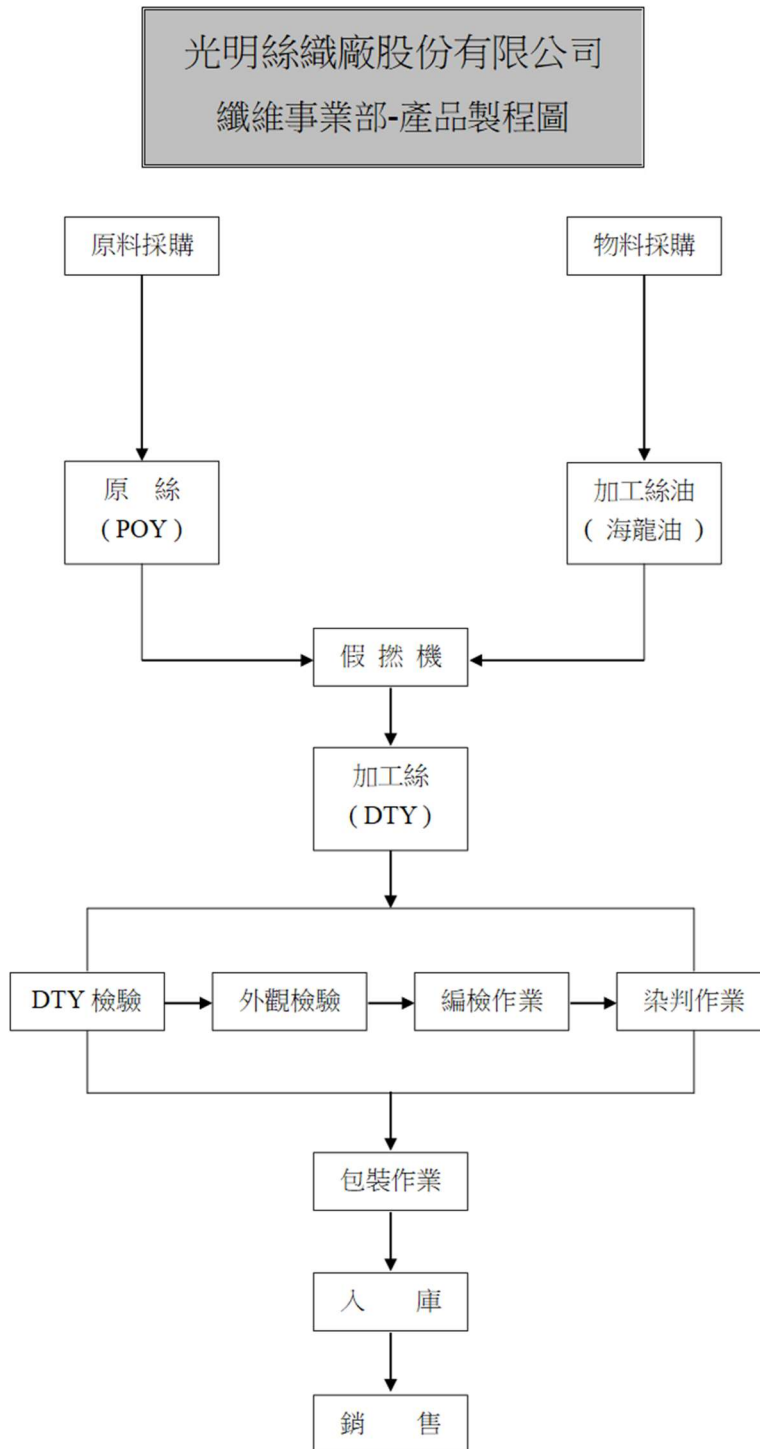 光明絲織廠股份有限公司
纖維事業部-產品製程圖
原料採購
物料採購
原 絲
( POY )
加工絲油
( 海龍油 )
假 撚 機
加工絲
( DTY )
DTY 檢驗
外觀檢驗
編檢作業
染判作業
包裝作業
入 庫
銷 售